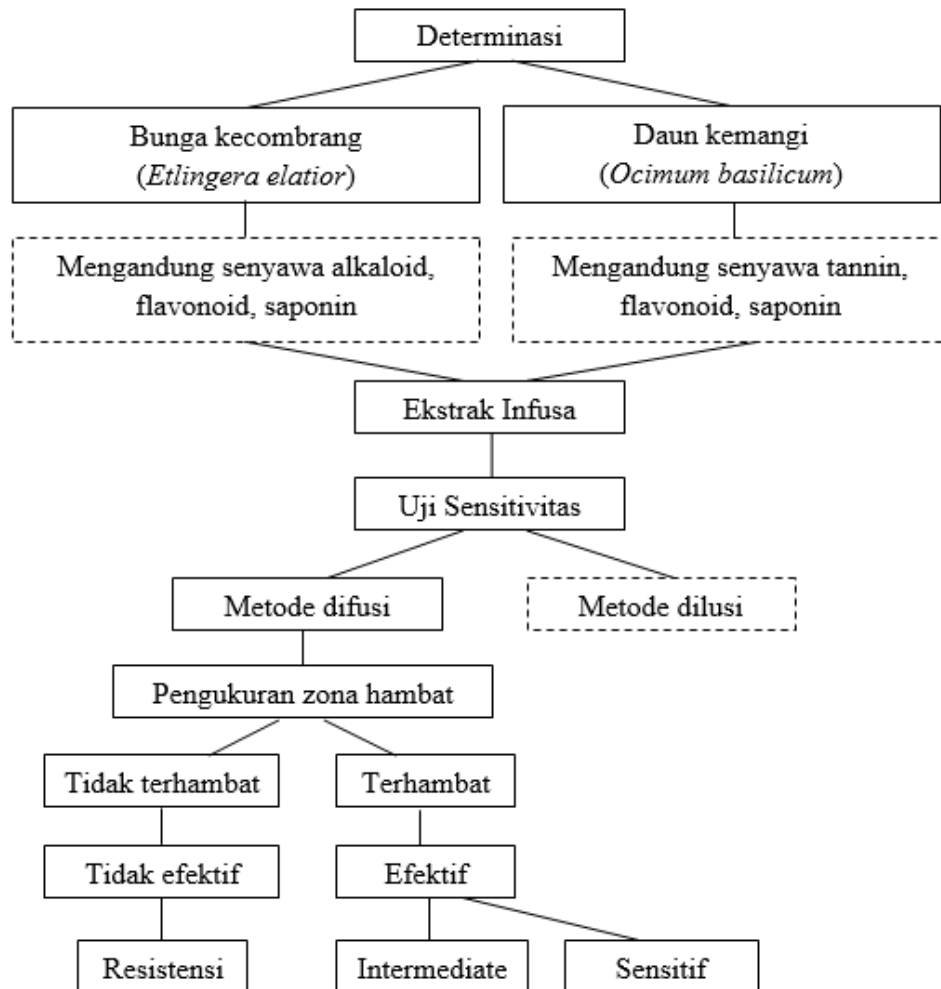 Determinasi
Bunga kecombrang
(Etlingera elatior)
Daun kemangi
(Ocimum basilicum)
Mengandung senyawa alkaloid,
flavonoid, saponin
Mengandung senyawa tannin,
flavonoid, saponin
Ekstrak Infusa
Uji Sensitivitas
Metode difusi
Metode dilusi
Pengukuran zona hambat
Tidak terhambat
Terhambat
Tidak efektif
Efektif
Resistensi
Intermediate
Sensitif